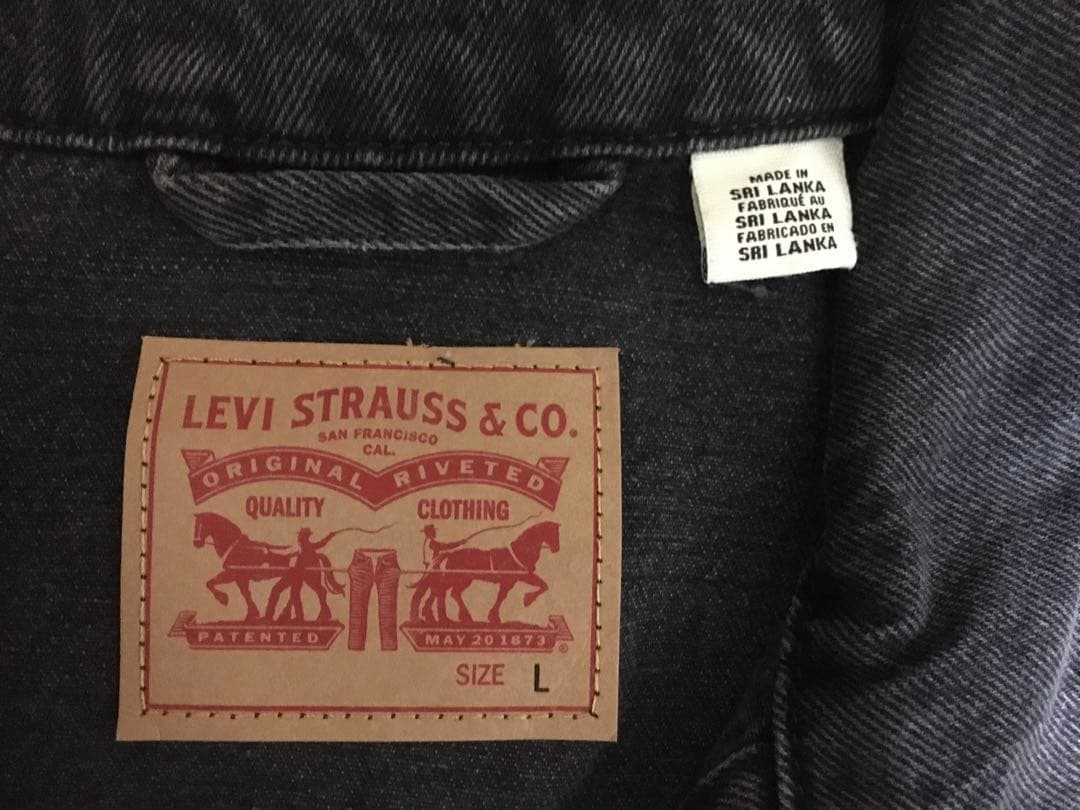 MADE IN
SRI LANKA
FABRIQUÉ AU
SRI LANKA
FABRICADO EN
SRI LANKA
LEVI STRAUSS & CO.
SAN FRANCISCO
CAL.
ORIGINAL RIVETED
QUALITY CLOTHING
PATENTED MAY 20 1873 ®
SIZE L